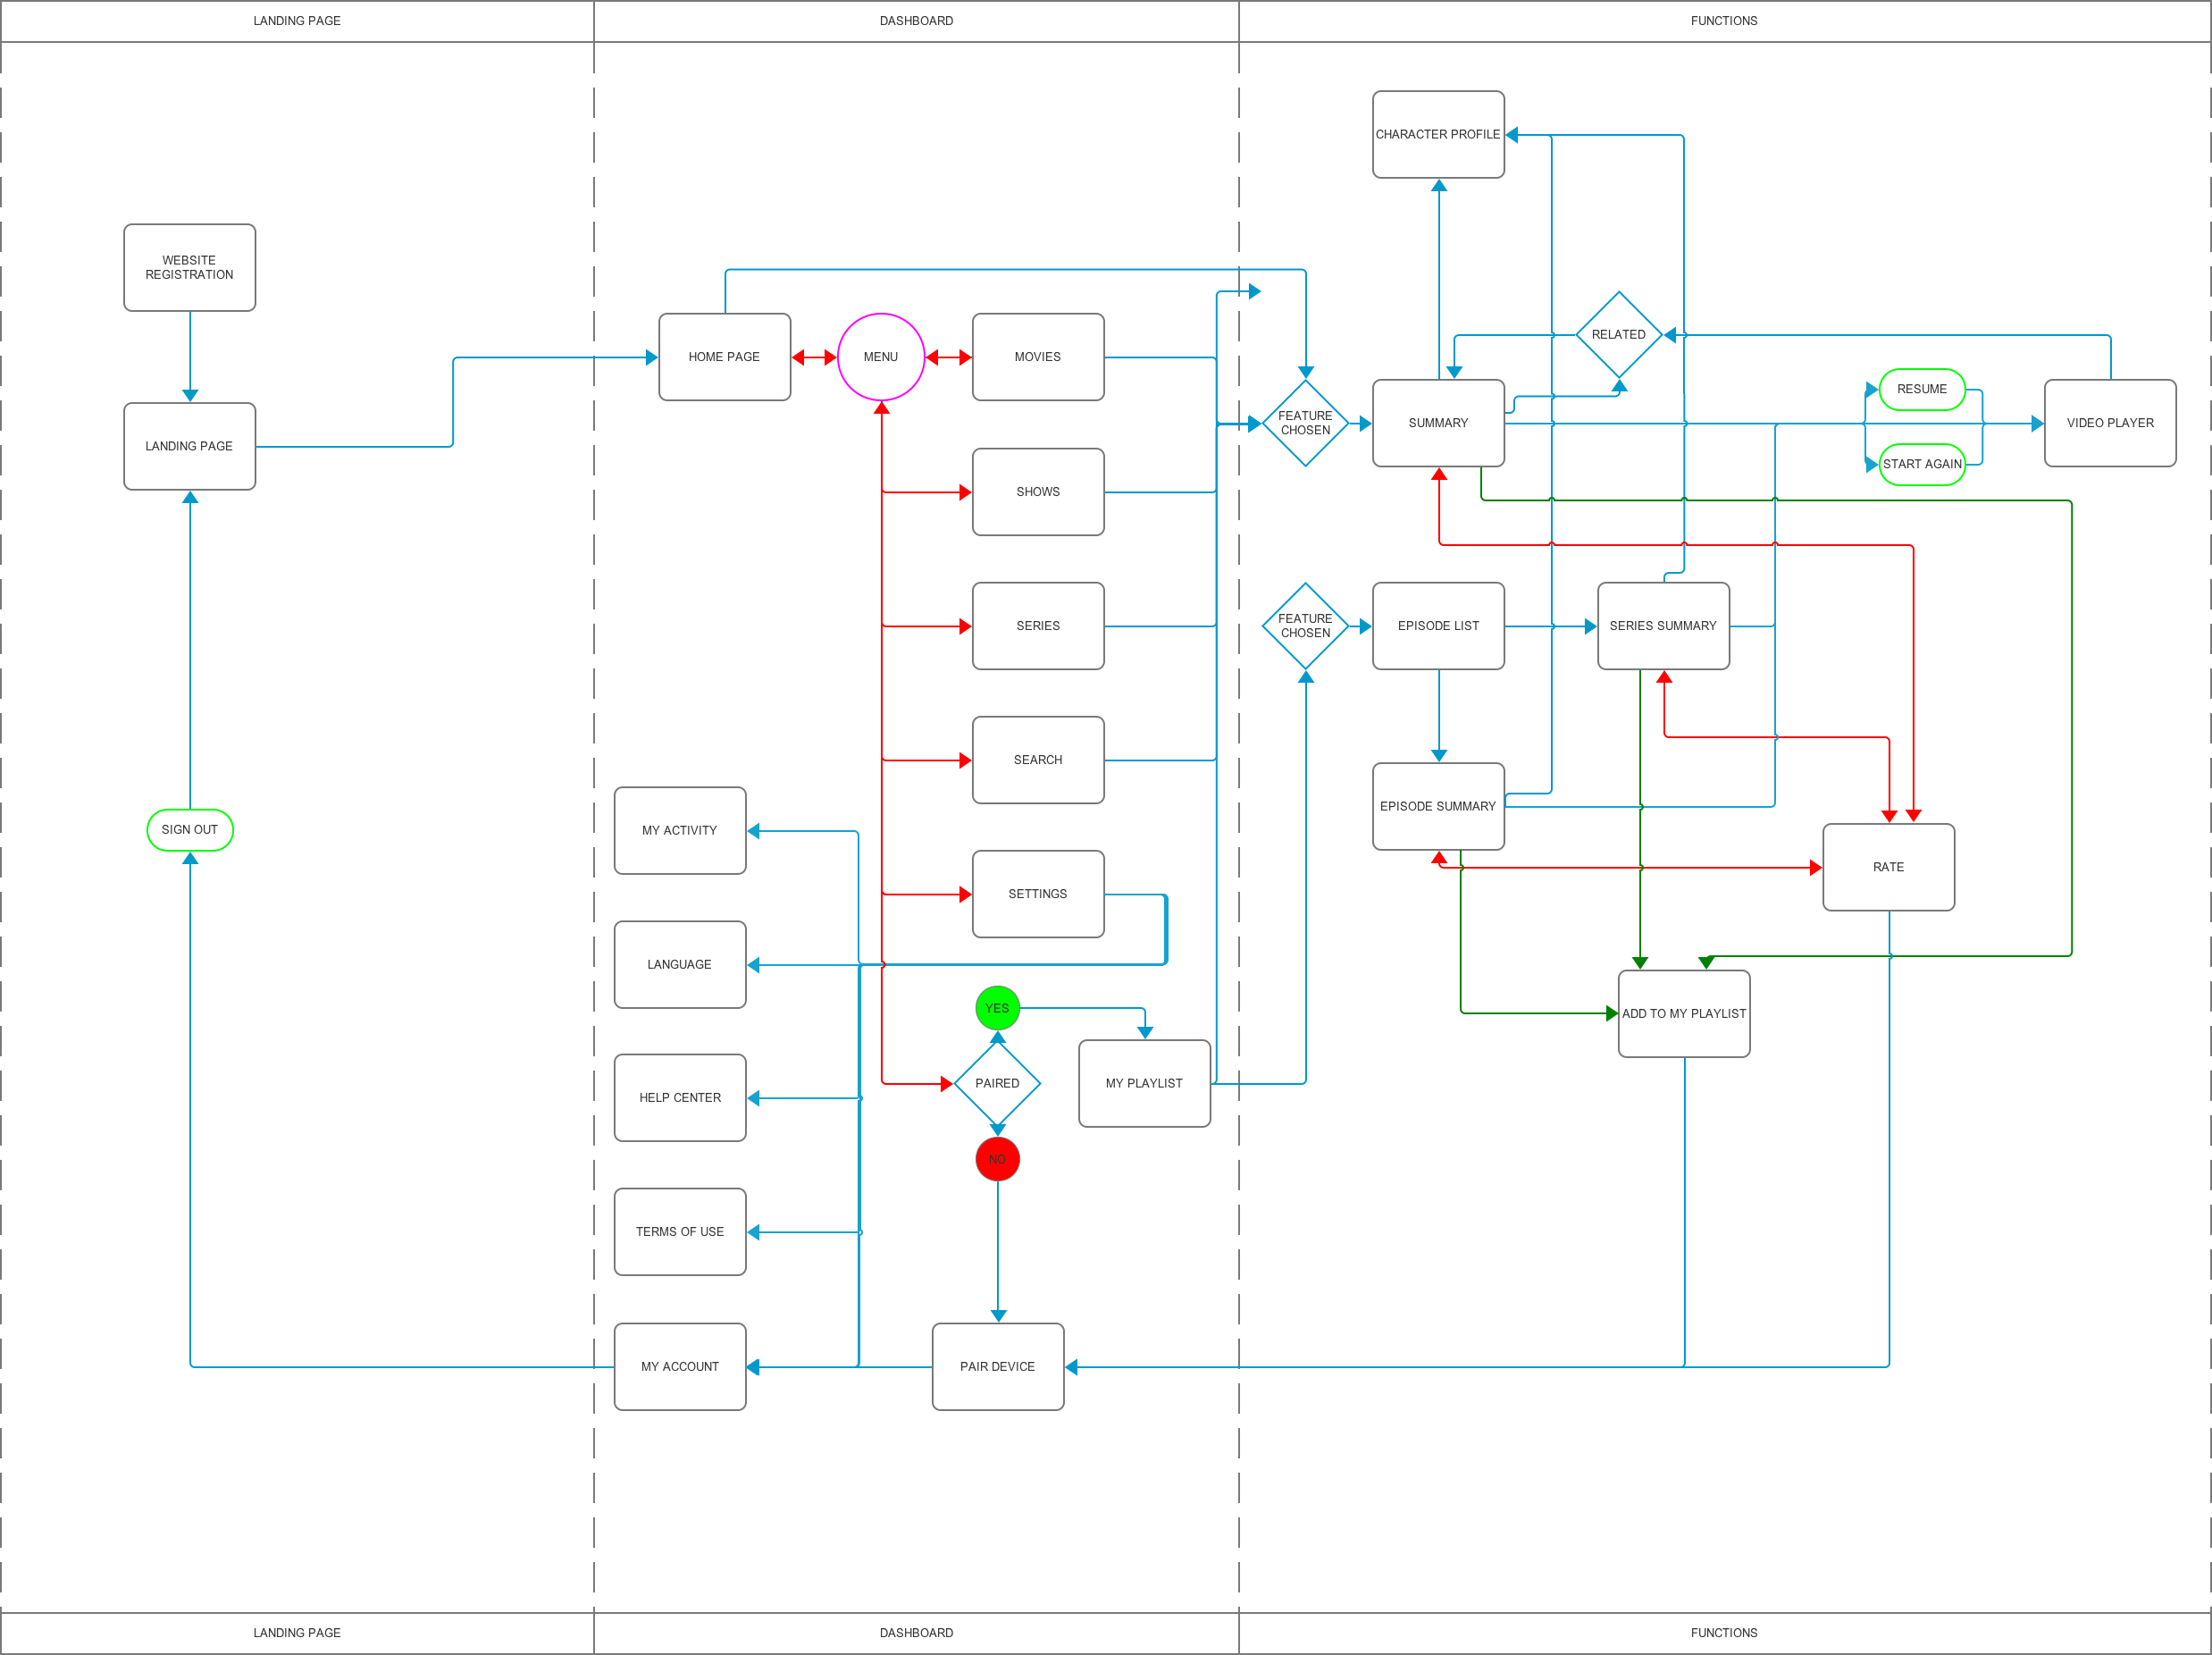 LANDING PAGE
DASHBOARD
FUNCTIONS
CHARACTER PROFILE
WEBSITE
REGISTRATION
HOME PAGE
MENU
MOVIES
RELATED
LANDING PAGE
FEATURE
CHOSEN
SUMMARY
RESUME
START AGAIN
VIDEO PLAYER
SHOWS
SERIES
FEATURE
CHOSEN
EPISODE LIST
SERIES SUMMARY
SEARCH
EPISODE SUMMARY
SIGN OUT
MY ACTIVITY
RATE
SETTINGS
LANGUAGE
YES
ADD TO MY PLAYLIST
HELP CENTER
PAIRED
MY PLAYLIST
NO
TERMS OF USE
MY ACCOUNT
PAIR DEVICE
LANDING PAGE
DASHBOARD
FUNCTIONS